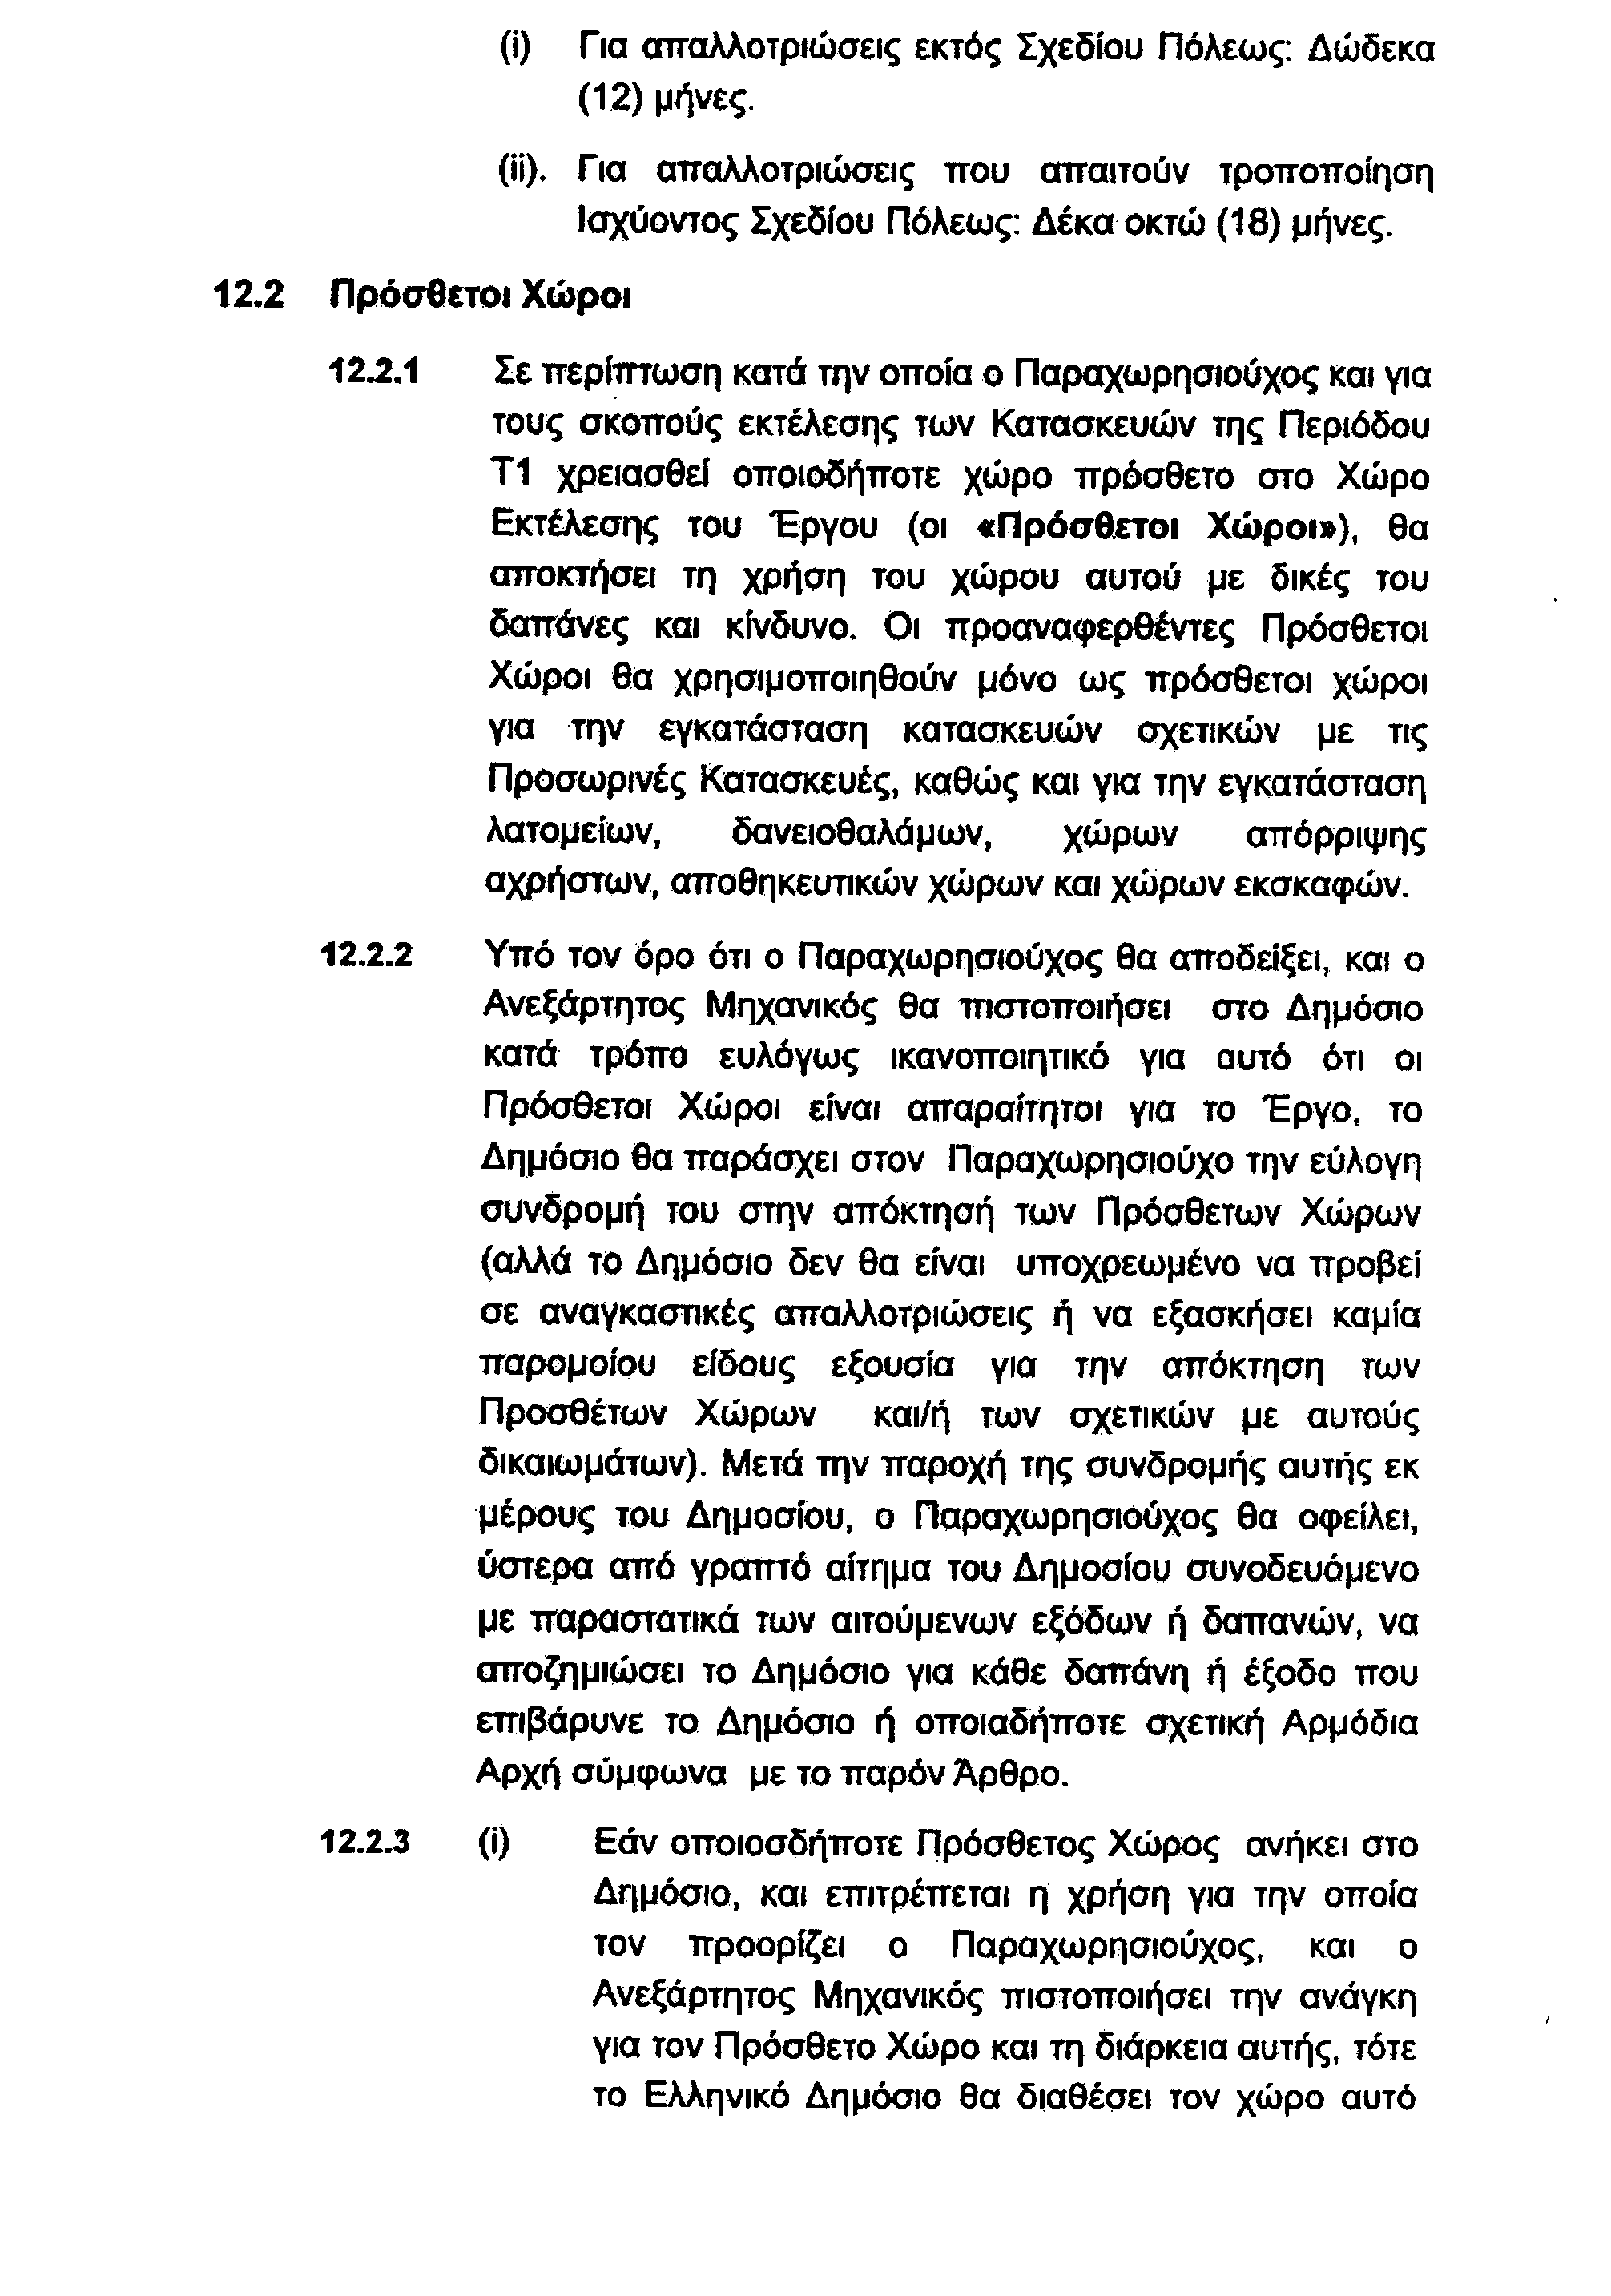 (i) Για απαλλοτριώσεις εκτός Σχεδίου Πόλεως: Δώδεκα
(12) μήνες.
(ii). Για απαλλοτριώσεις που απαιτούν τροποποίηση
Ισχύοντος Σχεδίου Πόλεως: Δέκα οκτώ (18) μήνες.
12.2 Πρόσθετοι Χώροι
12.2.1 Σε περίπτωση κατά την οποία ο Παραχωρησιούχος και για
τους σκοπούς εκτέλεσης των Κατασκευών της Περιόδου
Τ1 χρειασθεί οποιοδήποτε χώρο πρόσθετο στο Χώρο
Εκτέλεσης του Έργου (οι «Πρόσθετοι Χώροι»), θα
αποκτήσει τη χρήση του χώρου αυτού με δικές του
δαπάνες και κίνδυνο. Οι προαναφερθέντες Πρόσθετοι
Χώροι θα χρησιμοποιηθούν μόνο ως πρόσθετοι χώροι
για την εγκατάσταση κατασκευών σχετικών με τις
Προσωρινές Κατασκευές, καθώς και για την εγκατάσταση
λατομείων, δανειοθαλάμων, χώρων απόρριψης
αχρήστων, αποθηκευτικών χώρων και χώρων εκσκαφών.
12.2.2 Υπό τον όρο ότι ο Παραχωρησιούχος θα αποδείξει, και ο
Ανεξάρτητος Μηχανικός θα πιστοποιήσει στο Δημόσιο
κατά τρόπο ευλόγως ικανοποιητικό για αυτό ότι οι
Πρόσθετοι Χώροι είναι απαραίτητοι για το Έργο, το
Δημόσιο θα παράσχει στον Παραχωρησιούχο την εύλογη
συνδρομή του στην απόκτησή των Πρόσθετων Χώρων
(αλλά το Δημόσιο δεν θα είναι υποχρεωμένο να προβεί
σε αναγκαστικές απαλλοτριώσεις ή να εξασκήσει καμία
παρομοίου είδους εξουσία για την απόκτηση των
Προσθέτων Χώρων και/ή των σχετικών με αυτούς
δικαιωμάτων). Μετά την παροχή της συνδρομής αυτής εκ
μέρους του Δημοσίου, ο Παραχωρησιούχος θα οφείλει,
ύστερα από γραπτό αίτημα του Δημοσίου συνοδευόμενο
με παραστατικά των αιτούμενων εξόδων ή δαπανών, να
αποζημιώσει το Δημόσιο για κάθε δαπάνη ή έξοδο που
επιβάρυνε το Δημόσιο ή οποιαδήποτε σχετική Αρμόδια
Αρχή σύμφωνα με το παρόν Άρθρο.
12.2.3 (i) Εάν οποιοσδήποτε Πρόσθετος Χώρος ανήκει στο
Δημόσιο, και επιτρέπεται η χρήση για την οποία
τον προορίζει ο Παραχωρησιούχος, και ο
Ανεξάρτητος Μηχανικός πιστοποιήσει την ανάγκη
για τον Πρόσθετο Χώρο και τη διάρκεια αυτής, τότε
το Ελληνικό Δημόσιο θα διαθέσει τον χώρο αυτό